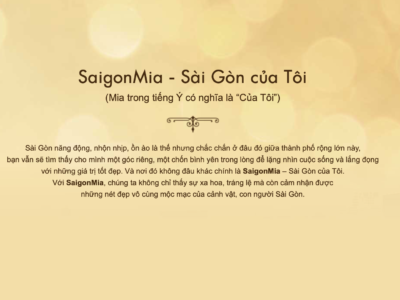 SaigonMia - Sài Gòn của Tôi
(Mia trong tiếng Ý có nghĩa là "Của Tôi")
Sài Gòn năng động, nhộn nhịp, ồn ào là thế nhưng chắc chắn ở đâu đó giữa thành phố rộng lớn này,
bạn vẫn sẽ tìm thấy cho mình một góc riêng, một chốn bình yên trong lòng để lặng nhìn cuộc sống và lắng đọng
với những giá trị tốt đẹp. Và nơi đó không đâu khác chính là SaigonMia – Sài Gòn của Tôi.
Với SaigonMia, chúng ta không chỉ thấy sự xa hoa, tráng lệ mà còn cảm nhận được
những nét đẹp vô cùng mộc mạc của cảnh vật, con người Sài Gòn.